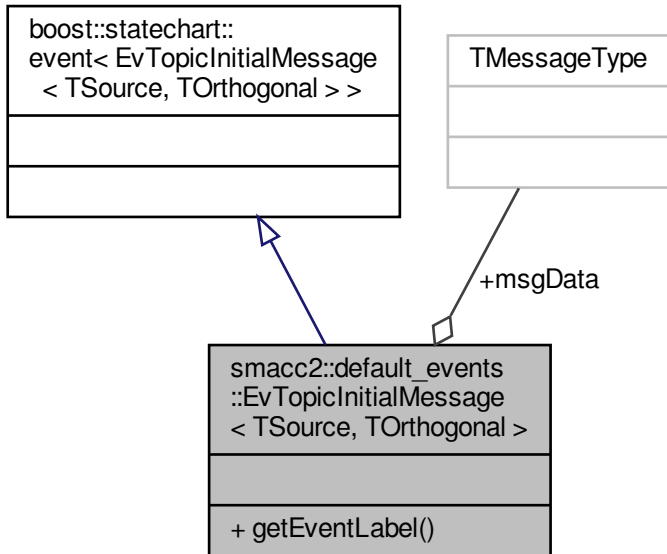 boost::statechart::
event< EvTopicInitialMessage
< TSource, TOrthogonal > >
TMessageType
+msgData
smacc2::default_events
::EvTopicInitialMessage
< TSource, TOrthogonal >
+ getEventLabel()